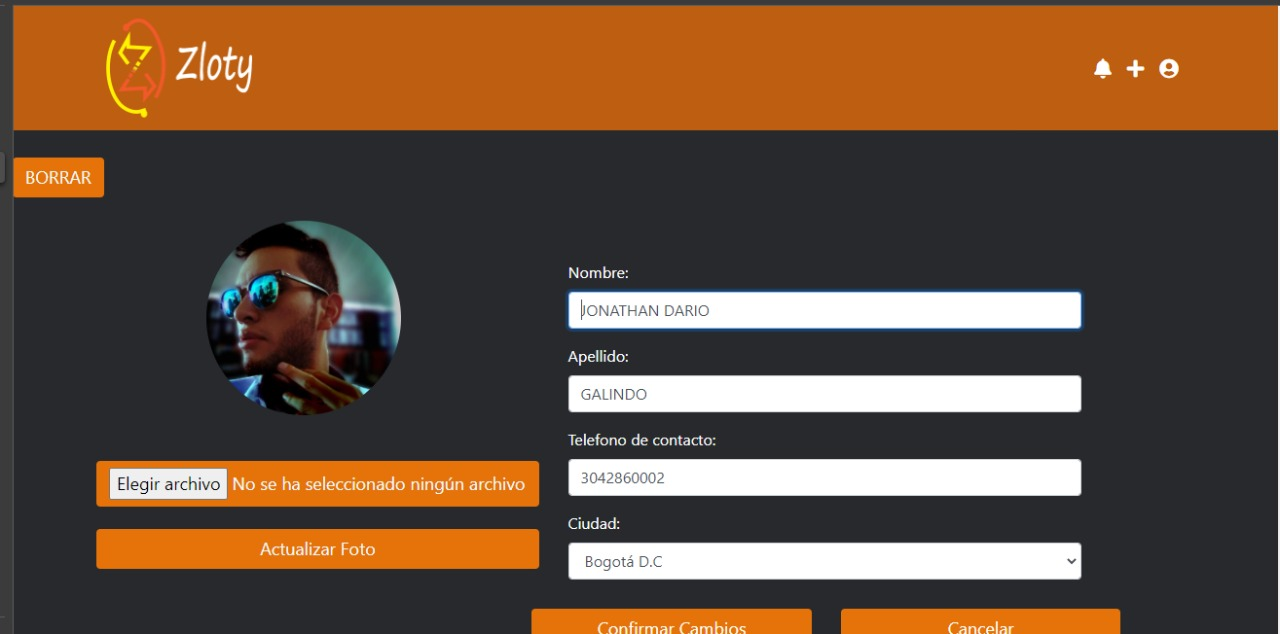 Zloty
BORRAR
Nombre:
JONATHAN DARIO
Apellido:
GALINDO
Telefono de contacto:
3042860002
Ciudad:
Bogotá D.C
Elegir archivo No se ha seleccionado ningún archivo
Actualizar Foto
Confirmar Cambios
Cancelar